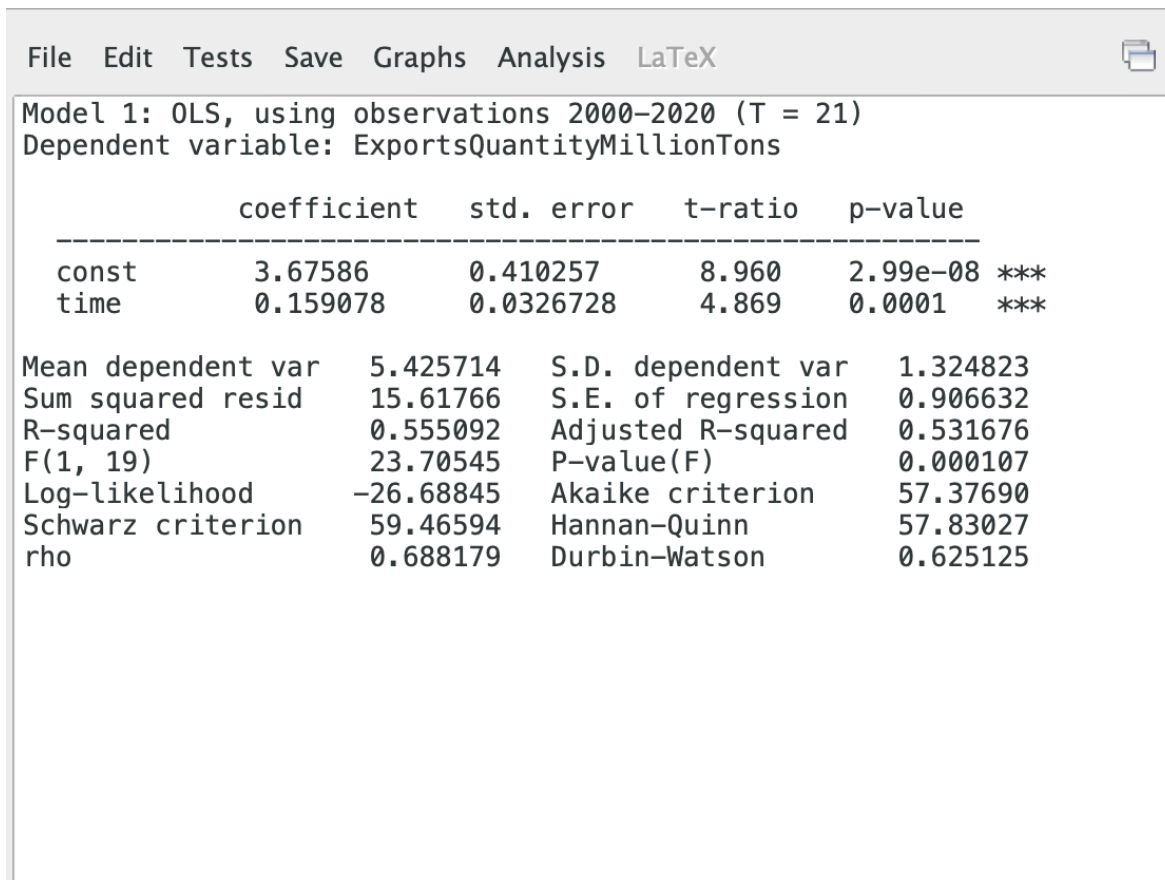 File Edit Tests Save Graphs Analysis LaTeX
Model 1: OLS, using observations 2000-2020 (T = 21)
Dependent variable: ExportsQuantityMillionTons
coefficient std. error t-ratio p-value
---------------------------------------------------------
const 3.67586 0.410257 8.960 2.99e-08 ***
time 0.159078 0.0326728 4.869 0.0001 ***
Mean dependent var 5.425714 S.D. dependent var 1.324823
Sum squared resid 15.61766 S.E. of regression 0.906632
R-squared 0.555092 Adjusted R-squared 0.531676
F(1, 19) 23.70545 P-value(F) 0.000107
Log-likelihood -26.68845 Akaike criterion 57.37690
Schwarz criterion 59.46594 Hannan-Quinn 57.83027
rho 0.688179 Durbin-Watson 0.625125